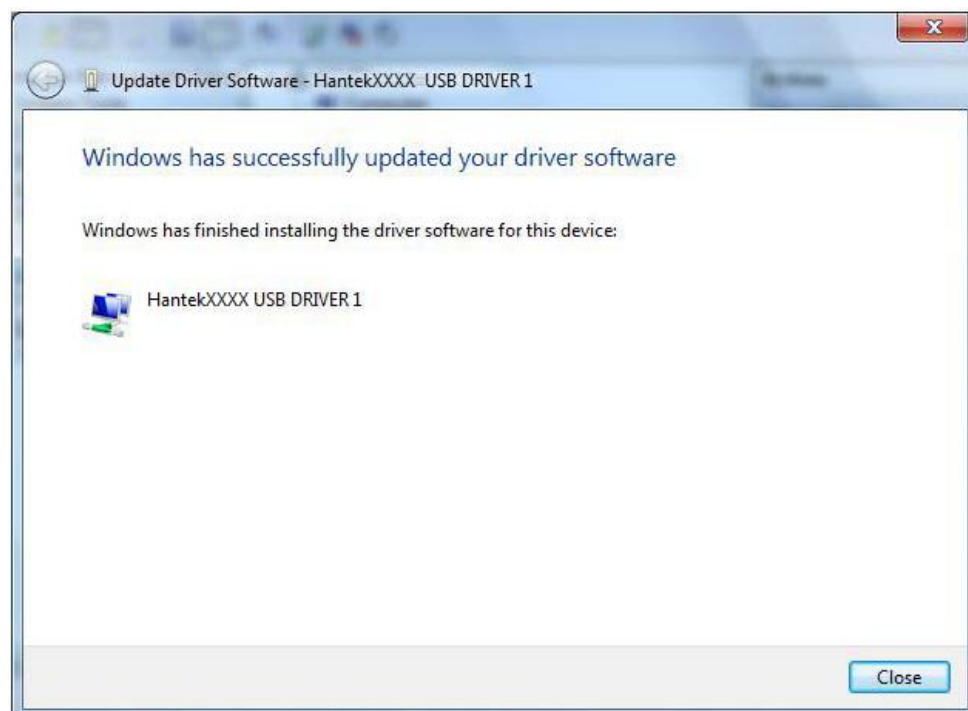 Update Driver Software - HantekXXXX USB DRIVER 1
Windows has successfully updated your driver software
Windows has finished installing the driver software for this device:
HantekXXXX USB DRIVER 1
Close